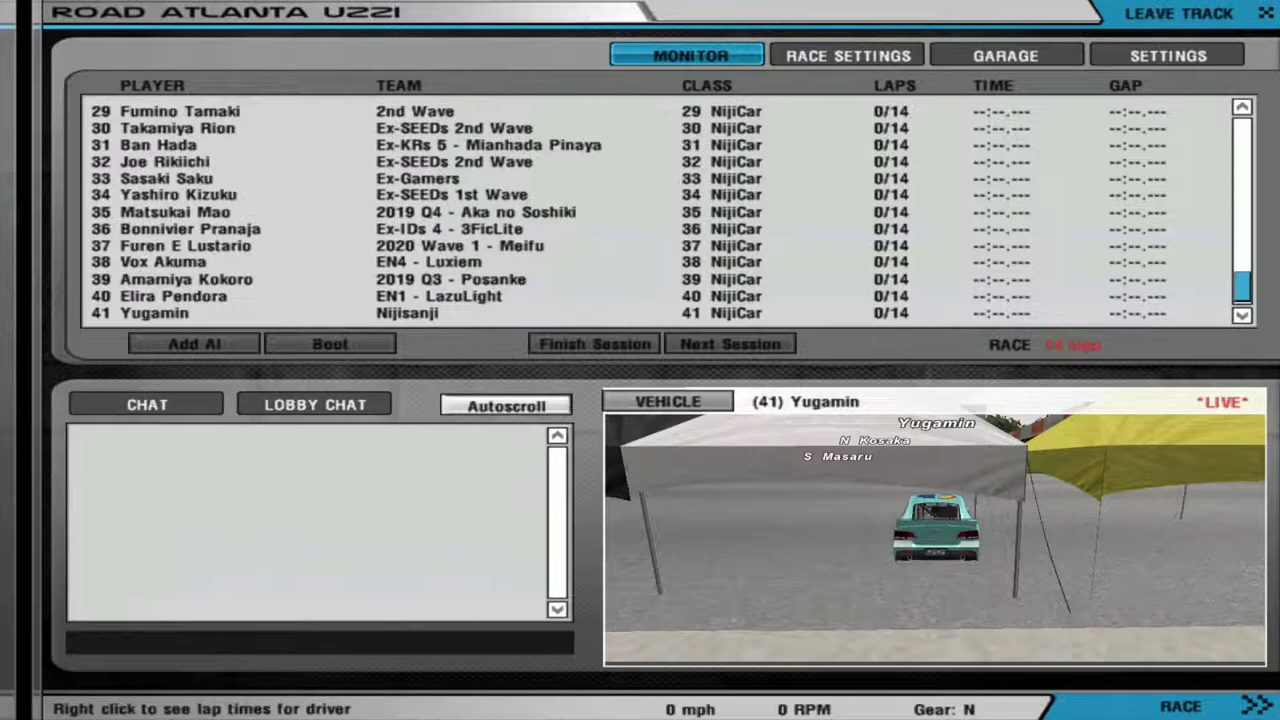 ROAD ATLANTA UZZI
LEAVE TRACK
MONITOR RACE SETTINGS GARAGE SETTINGS
PLAYER TEAM CLASS LAPS TIME GAP
29 Fumino Tamaki 2nd Wave 29 NijiCar 0/14 --:--.--- --:--.---
30 Takamiya Rion Ex-SEEDs 2nd Wave 30 NijiCar 0/14 --:--.--- --:--.---
31 Ban Hada Ex-KRs 5 - Mianhada Pinaya 31 NijiCar 0/14 --:--.--- --:--.---
32 Joe Rikiichi Ex-SEEDs 2nd Wave 32 NijiCar 0/14 --:--.--- --:--.---
33 Sasaki Saku Ex-Gamers 33 NijiCar 0/14 --:--.--- --:--.---
34 Yashiro Kizuku Ex-SEEDs 1st Wave 34 NijiCar 0/14 --:--.--- --:--.---
35 Matsukai Mao 2019 Q4 - Aka no Soshiki 35 NijiCar 0/14 --:--.--- --:--.---
36 Bonnivier Pranaja Ex-IDs 4 - 3FicLite 36 NijiCar 0/14 --:--.--- --:--.---
37 Furen E Lustario 2020 Wave 1 - Meifu 37 NijiCar 0/14 --:--.--- --:--.---
38 Vox Akuma EN4 - Luxiem 38 NijiCar 0/14 --:--.--- --:--.---
39 Amamiya Kokoro 2019 Q3 - Posanke 39 NijiCar 0/14 --:--.--- --:--.---
40 Elira Pendora EN1 - LazuLight 40 NijiCar 0/14 --:--.--- --:--.---
41 Yugamin Nijisanji 41 NijiCar 0/14 --:--.--- --:--.---
Add AI Boot Finish Session Next Session RACE 14 laps
CHAT LOBBY CHAT Autoscroll
VEHICLE (41) Yugamin *LIVE*
Yugamin
N Kosaka
S Masaru
Right click to see lap times for driver 0 mph 0 RPM Gear: N RACE